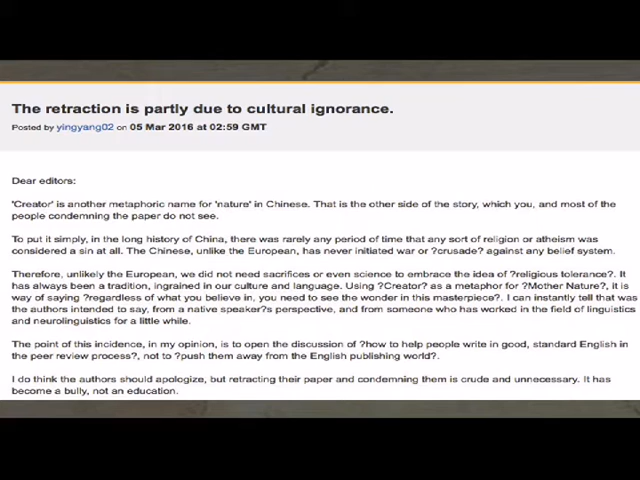 The retraction is partly due to cultural ignorance.
Posted by yingyang02 on 05 Mar 2016 at 02:59 GMT
Dear editors:
'Creator' is another metaphoric name for 'nature' in Chinese. That is the other side of the story, which you, and most of the
people condemning the paper do not see.
To put it simply, in the long history of China, there was rarely any period of time that any sort of religion or atheism was
considered a sin at all. The Chinese, unlike the European, has never initiated war or ?crusade? against any belief system.
Therefore, unlikely the European, we did not need sacrifices or even science to embrace the idea of ?religious tolerance?. It
has always been a tradition, ingrained in our culture and language. Using ?Creator? as a metaphor for ?Mother Nature?, it is
way of saying ?regardless of what you believe in, you need to see the wonder in this masterpiece?. I can instantly tell that was
the authors intended to say, from a native speaker?s perspective, and from someone who has worked in the field of linguistics
and neurolinguistics for a little while.
The point of this incidence, in my opinion, is to open the discussion of ?how to help people write in good, standard English in
the peer review process?, not to ?push them away from the English publishing world?.
I do think the authors should apologize, but retracting their paper and condemning them is crude and unnecessary. It has
become a bully, not an education.